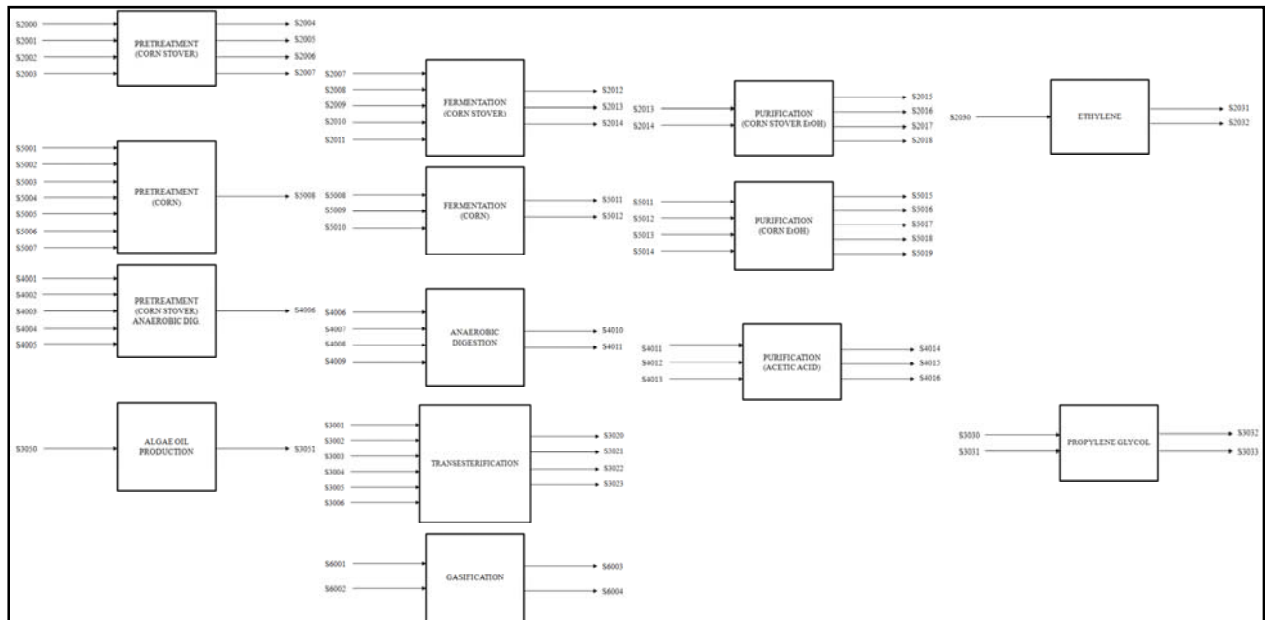 S2000
S2001
S2002
S2003
PRETREATMENT
(CORN STOVER)
S2004
S2005
S2006
S2007
S2007
S2008
S2009
S2010
S2011
FERMENTATION
(CORN STOVER)
S2012
S2013
S2014
S2013
S2014
PURIFICATION
(CORN STOVER EtOH)
S2015
S2016
S2017
S2018
S2030
ETHYLENE
S2031
S2032
S5001
S5002
S5003
S5004
S5005
S5006
S5007
PRETREATMENT
(CORN)
S5008
S5008
S5009
S5010
FERMENTATION
(CORN)
S5011
S5012
S5011
S5012
S5013
S5014
PURIFICATION
(CORN EtOH)
S5015
S5016
S5017
S5018
S5019
S4001
S4002
S4003
S4004
S4005
PRETREATMENT
(CORN STOVER)
ANAEROBIC DIG.
S4006
S4006
S4007
S4008
S4009
ANAEROBIC
DIGESTION
S4010
S4011
S4011
S4012
S4013
PURIFICATION
(ACETIC ACID)
S4014
S4015
S4016
S3050
ALGAE OIL
PRODUCTION
S3051
S3001
S3002
S3003
S3004
S3005
S3006
TRANSESTERIFICATION
S3020
S3021
S3022
S3023
S3030
S3031
PROPYLENE GLYCOL
S3032
S3033
S6001
S6002
GASIFICATION
S6003
S6004